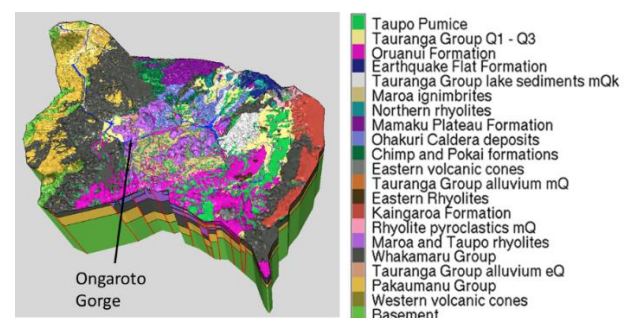 Ongaroto
Gorge
Taupo Pumice
Tauranga Group Q1 - Q3
Oruanui Formation
Earthquake Flat Formation
Tauranga Group lake sediments mQk
Maroa ignimbrites
Northern rhyolites
Mamaku Plateau Formation
Ohakuri Caldera deposits
Chimp and Pokai formations
Eastern volcanic cones
Tauranga Group alluvium mQ
Eastern Rhyolites
Kaingaroa Formation
Rhyolite pyroclastics mQ
Maroa and Taupo rhyolites
Whakamaru Group
Tauranga Group alluvium eQ
Pakaumanu Group
Western volcanic cones
Basement